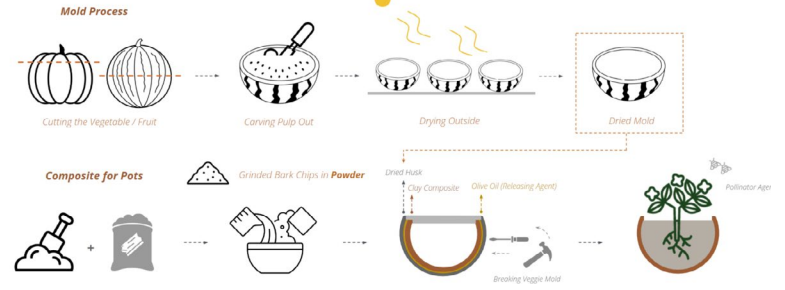 Mold Process
Cutting the Vegetable / Fruit
Carving Pulp Out
Drying Outside
Dried Mold
Composite for Pots
Grinded Bark Chips in Powder
Dried Husk
Clay Composite
Olive Oil (Releasing Agent)
Breaking Veggie Mold
Pollinator